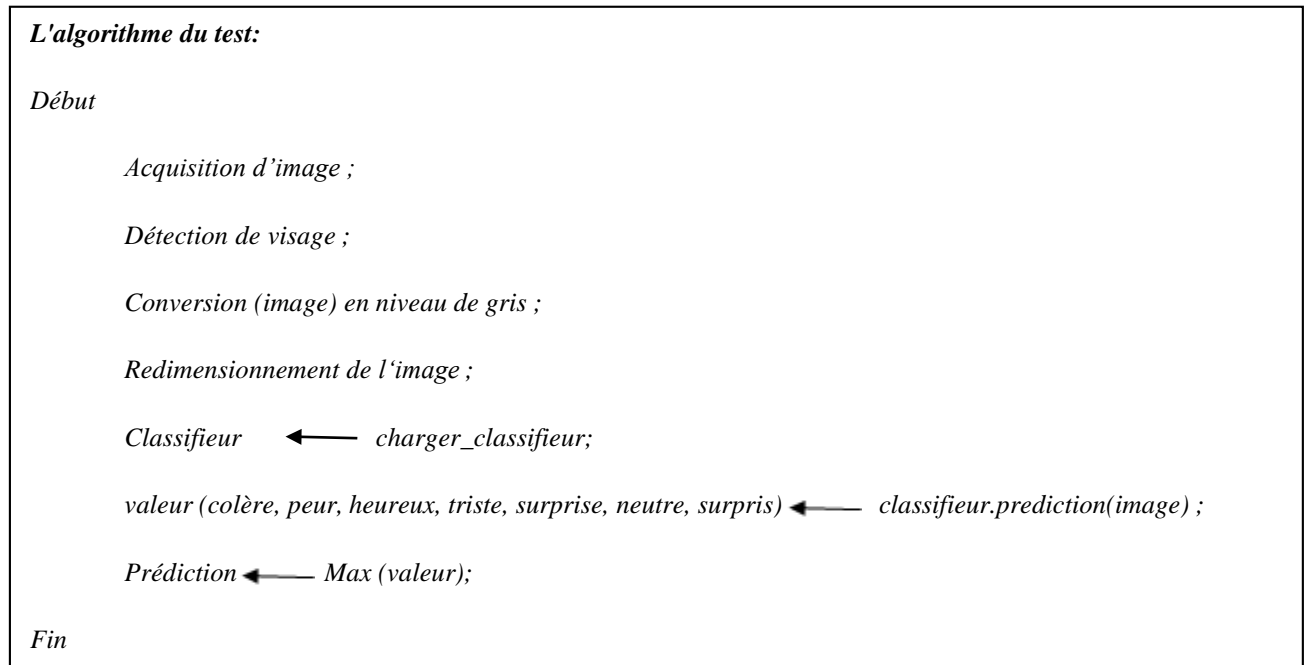 L'algorithme du test:
Début
Acquisition d’image ;
Détection de visage ;
Conversion (image) en niveau de gris ;
Redimensionnement de l‘image ;
Classifieur charger_classifieur;
valeur (colère, peur, heureux, triste, surprise, neutre, surpris) classifieur.prediction(image) ;
Prédiction Max (valeur);
Fin